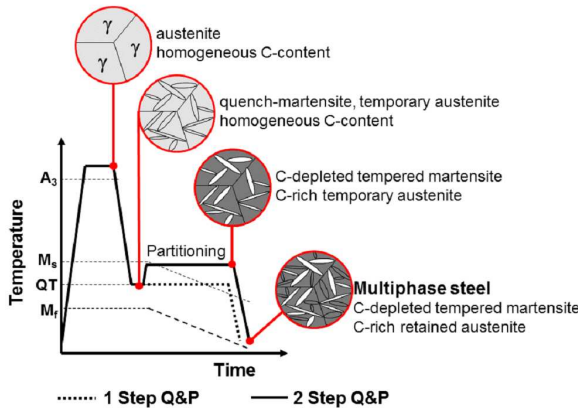 γ
γ
γ
austenite
homogeneous C-content
quench-martensite, temporary austenite
homogeneous C-content
C-depleted tempered martensite
C-rich temporary austenite
Multiphase steel
C-depleted tempered martensite
C-rich retained austenite
Temperature
A3
Ms
QT
Mf
Partitioning
Time
1 Step Q&P
2 Step Q&P